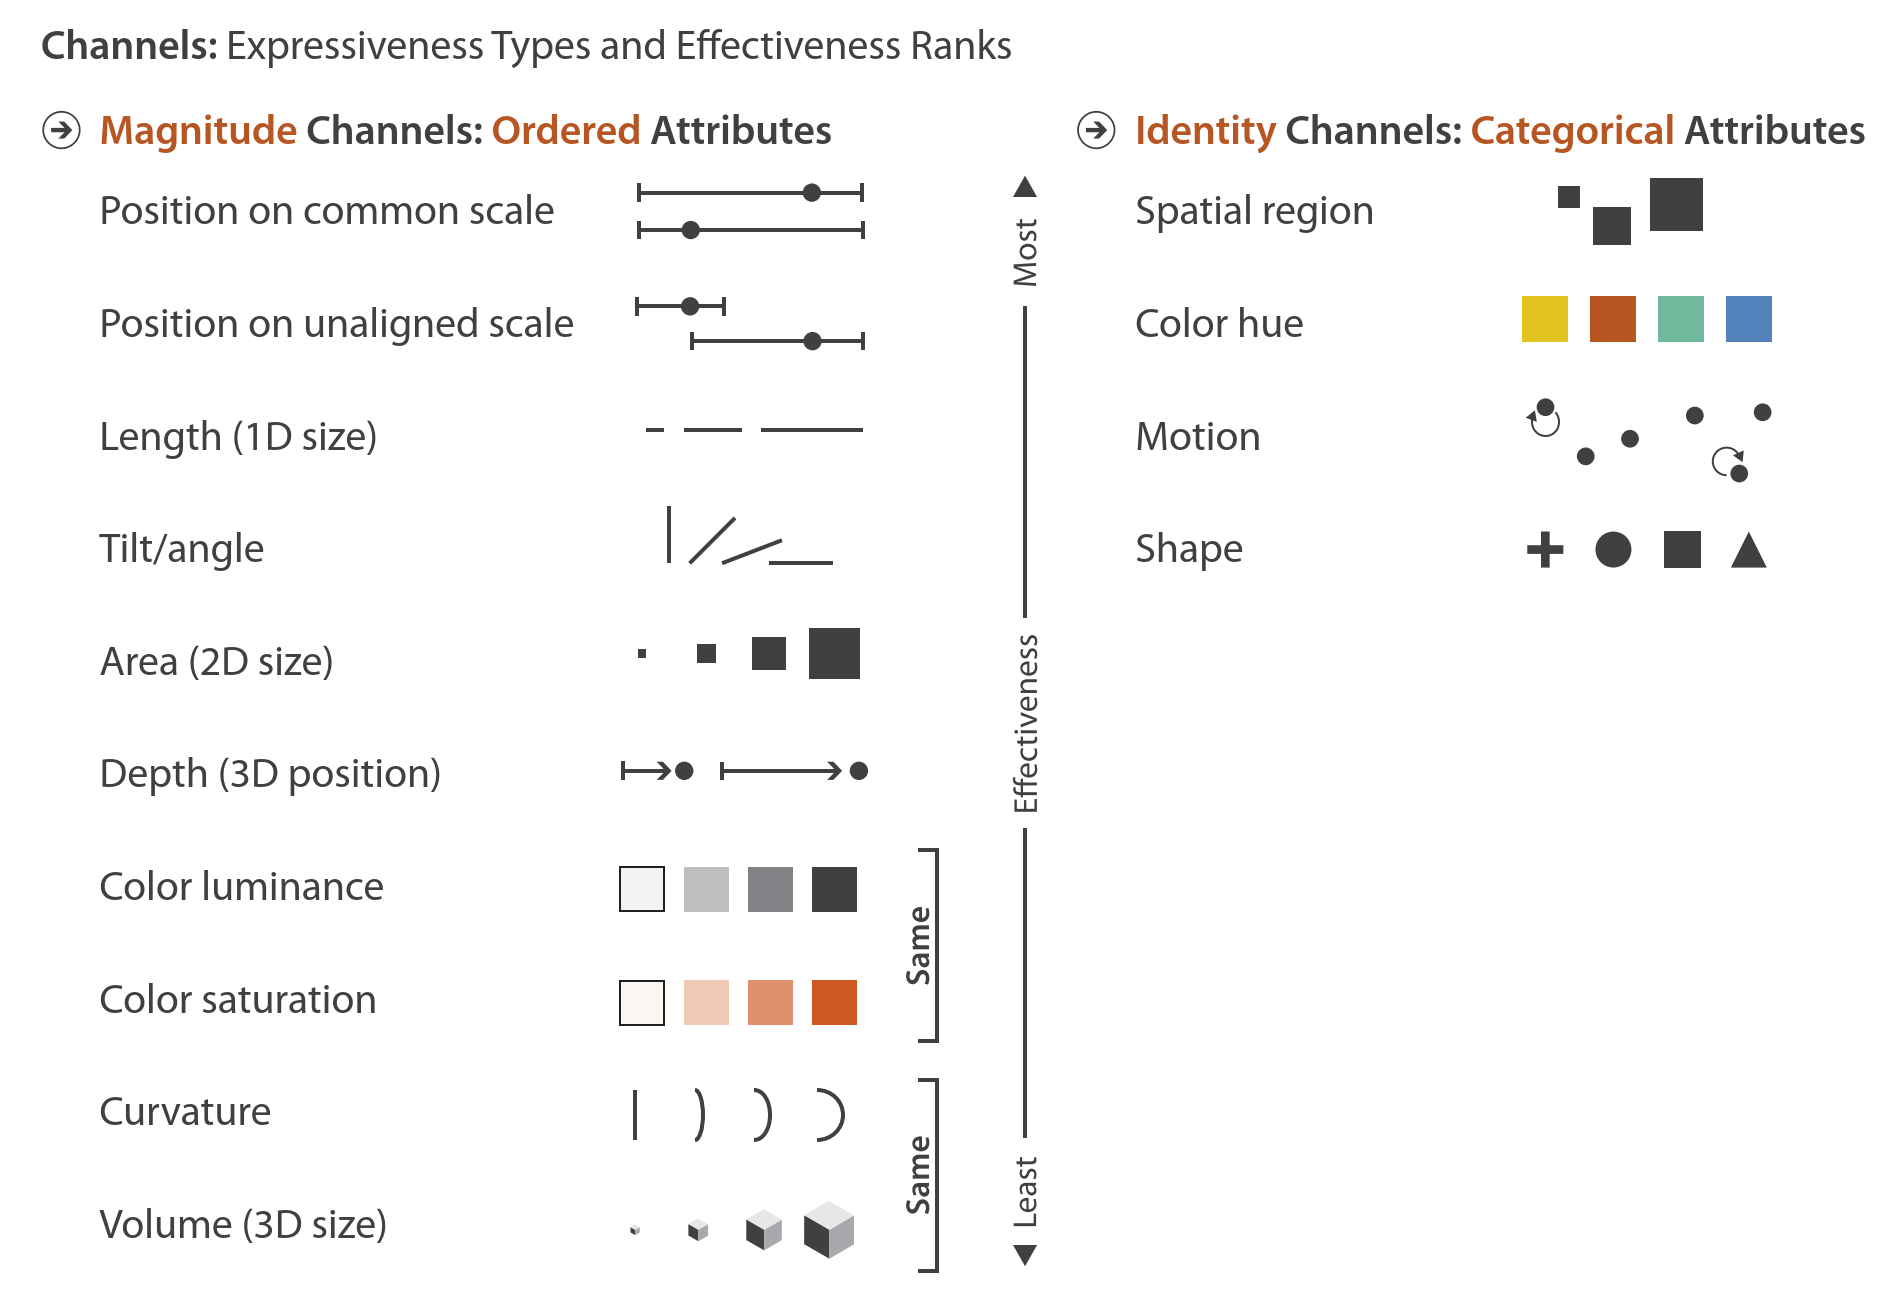 Channels: Expressiveness Types and Effectiveness Ranks
Magnitude Channels: Ordered Attributes
Position on common scale
Position on unaligned scale
Length (1D size)
Tilt/angle
Area (2D size)
Depth (3D position)
Color luminance
Color saturation
Curvature
Volume (3D size)
Same
Same
Most
Effectiveness
Least
Identity Channels: Categorical Attributes
Spatial region
Color hue
Motion
Shape